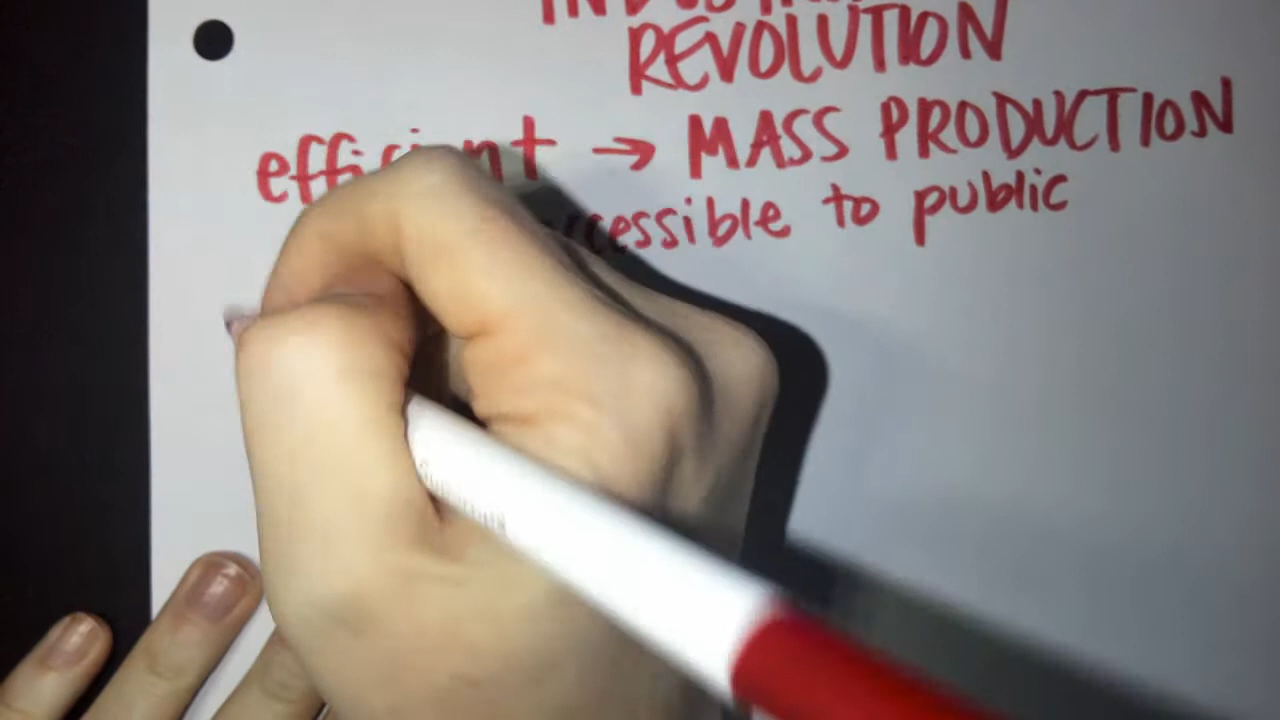 REVOLUTION
efficient → MASS PRODUCTION
accessible to public